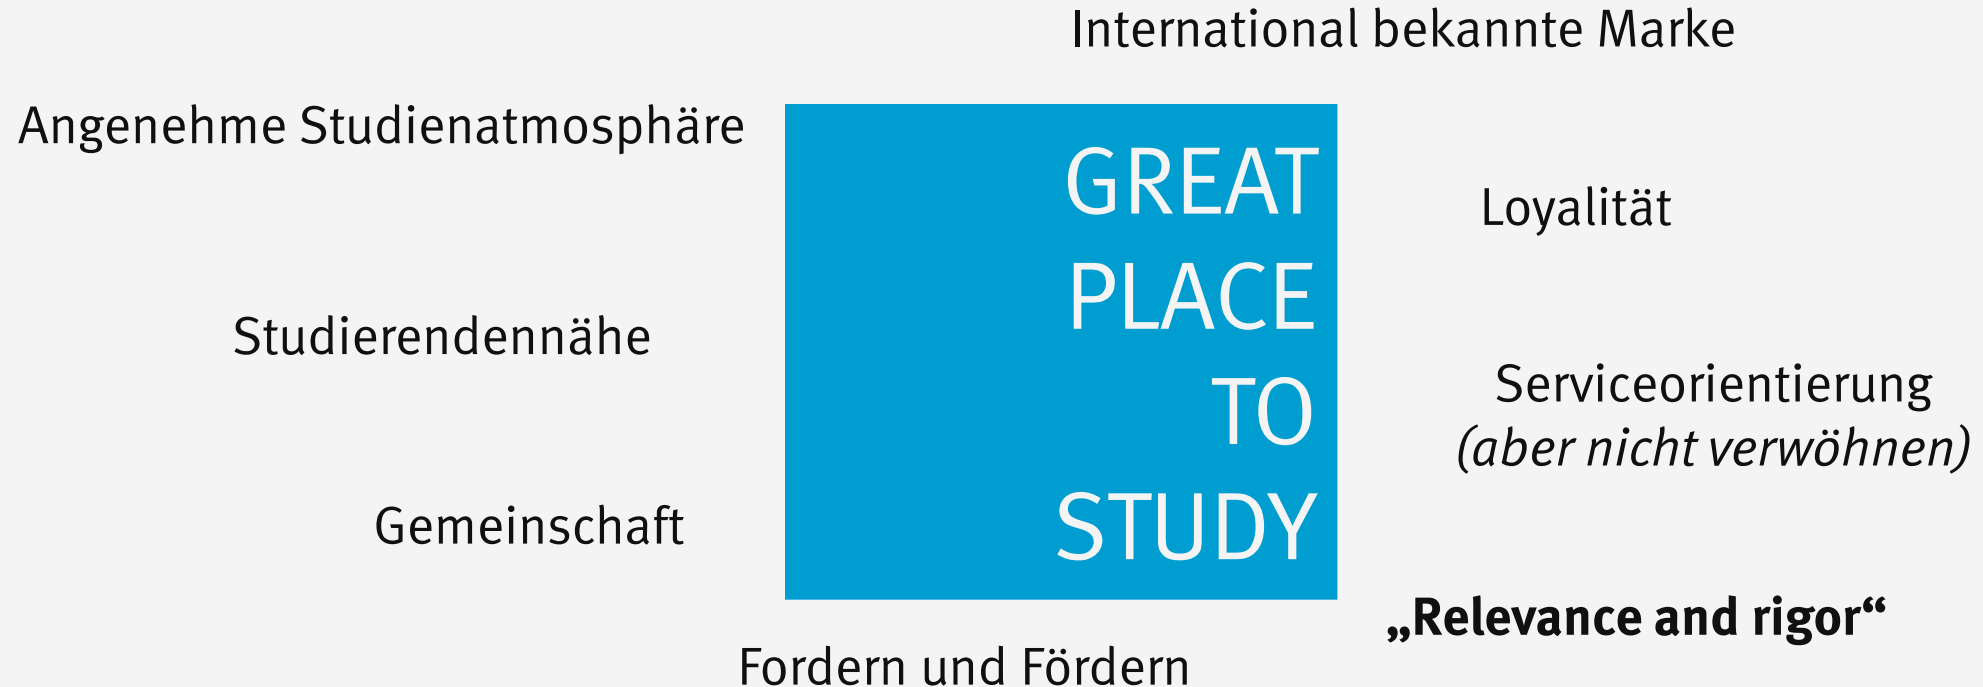 International bekannte Marke
Angenehme Studienatmosphäre
GREAT
PLACE
TO
STUDY
Loyalität
Studierendennähe
Serviceorientierung
(aber nicht verwöhnen)
Gemeinschaft
„Relevance and rigor“
Fordern und Fördern